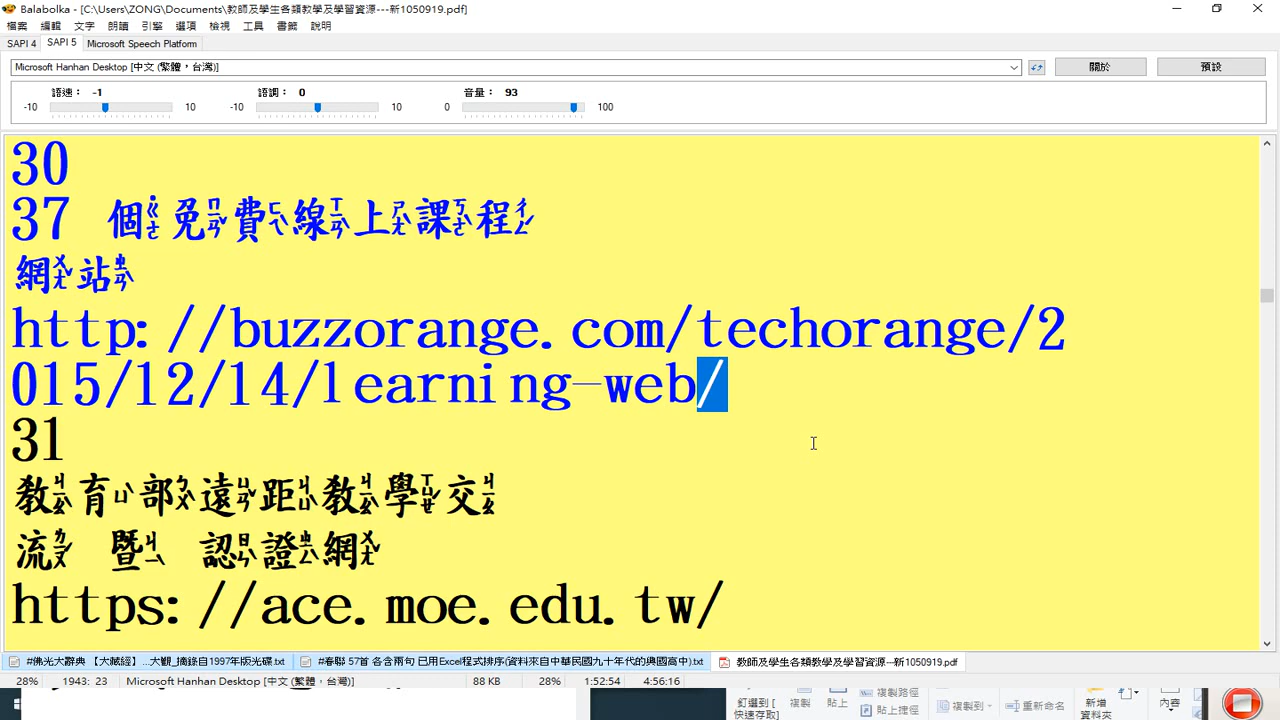 Balabolka - [C:\Users\ZONG\Documents\教師及學生各類教學及學習資源---新1050919.pdf]
檔案 編輯 文字 朗讀 引擎 選項 檢視 工具 書籤 說明
SAPI 4 SAPI 5 Microsoft Speech Platform
Microsoft Hanhan Desktop [中文 (繁體，台灣)] 關於 預設
語速： -1 語調： 0 音量： 93
-10 10 -10 10 0 100
30
37 個免費線上課程
網站
http://buzzorange.com/techorange/2
015/12/14/learning-web/
31
教育部遠距教學交
流 暨 認證網
https://ace.moe.edu.tw/
#佛光大辭典 【大藏經】...大觀_摘錄自1997年版光碟.txt #春聯 57首 各含兩句 已用Excel程式排序(資料來自中華民國九十年代的興國高中).txt 教師及學生各類教學及學習資源---新1050919.pdf
28% 1943: 23 Microsoft Hanhan Desktop [中文 (繁體，台灣)] 88 KB 28% 1:52:54 4:56:16
釘選到 [ 複製 貼上 複製路徑 複製到 重新命名 新增 內容
快速存取] 貼上捷徑 資料夾